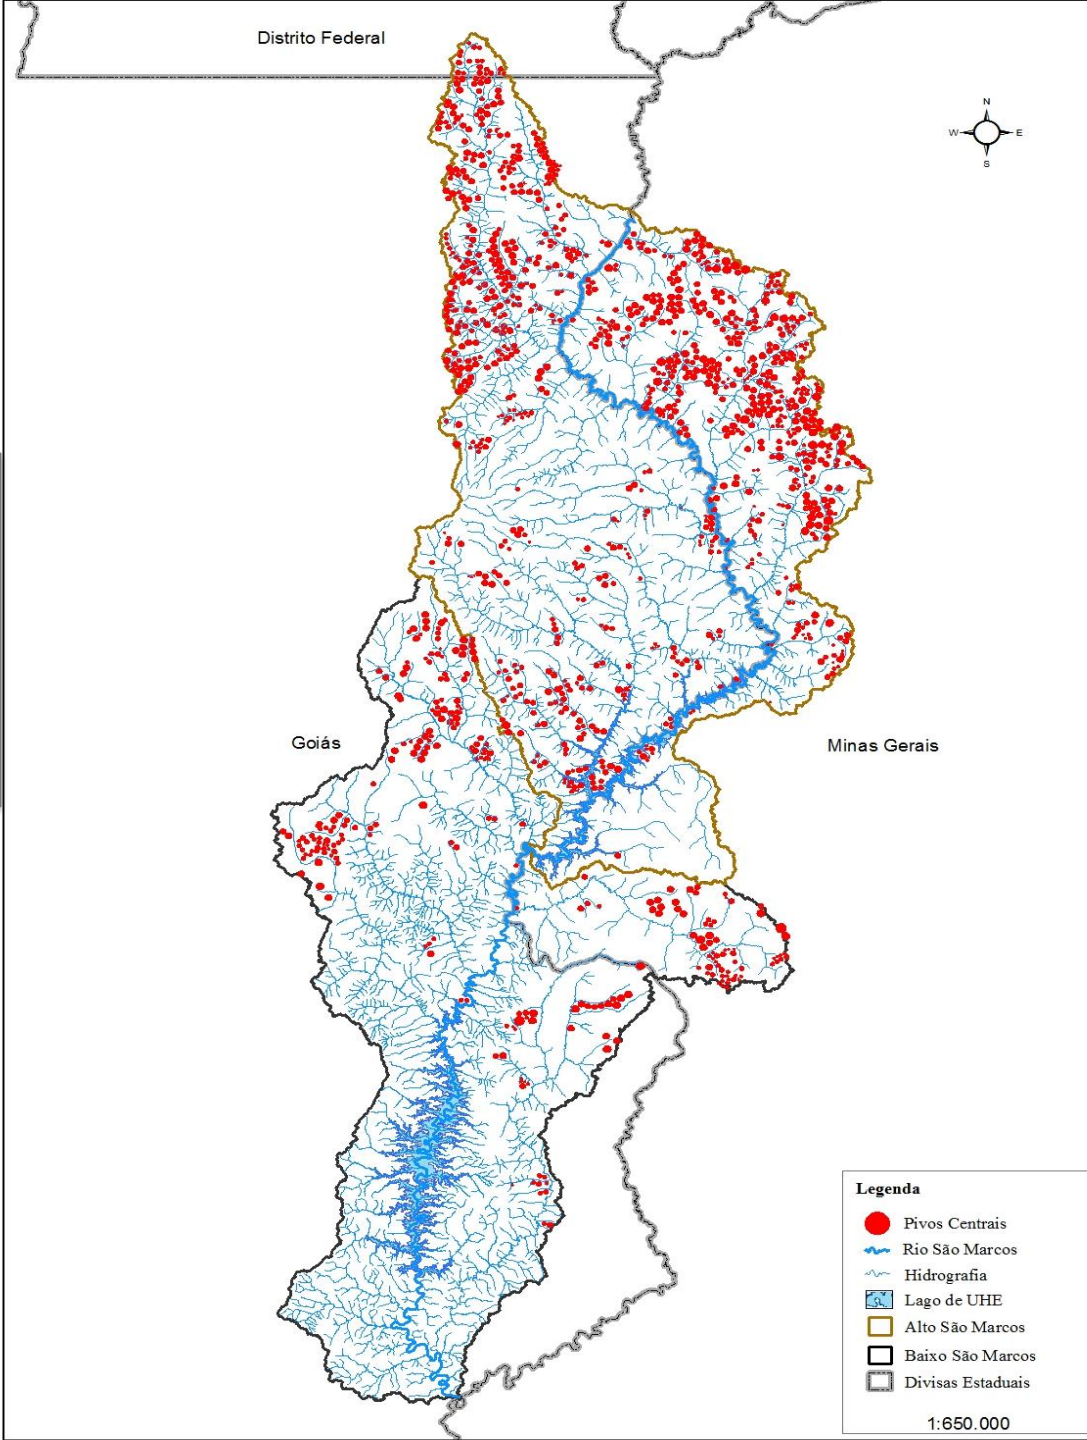 Distrito Federal
N
W E
S
Goiás
Minas Gerais
Legenda
Pivos Centrais
Rio São Marcos
Hidrografia
Lago de UHE
Alto São Marcos
Baixo São Marcos
Divisas Estaduais
1:650.000